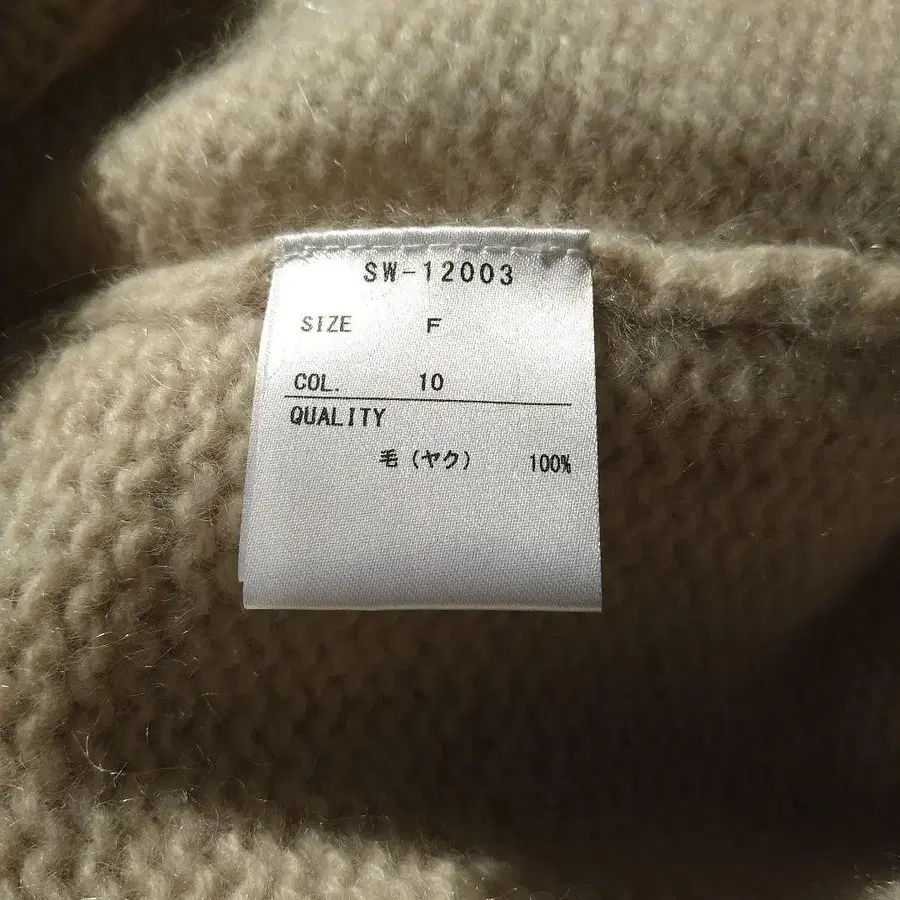 SW-12003
SIZE F
COL. 10
QUALITY
毛（ヤク） 100%